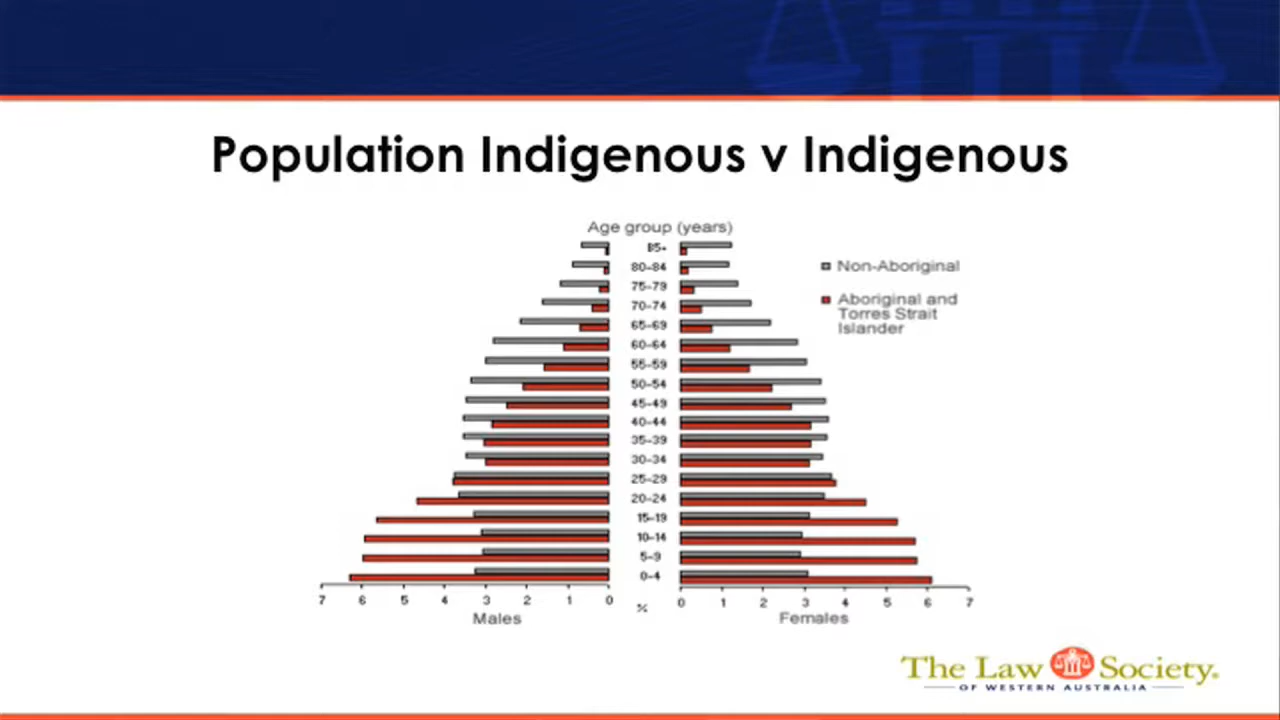 Population Indigenous v Indigenous
Age group (years)
85+
80-84
75-79
70-74
65-69
60-64
55-59
50-54
45-49
40-44
35-39
30-34
25-29
20-24
15-19
10-14
5-9
0-4
Non-Aboriginal
Aboriginal and
Torres Strait
Islander
7 6 5 4 3 2 1 0 % 0 1 2 3 4 5 6 7
Males Females
The Law Society.
OF WESTERN AUSTRALIA